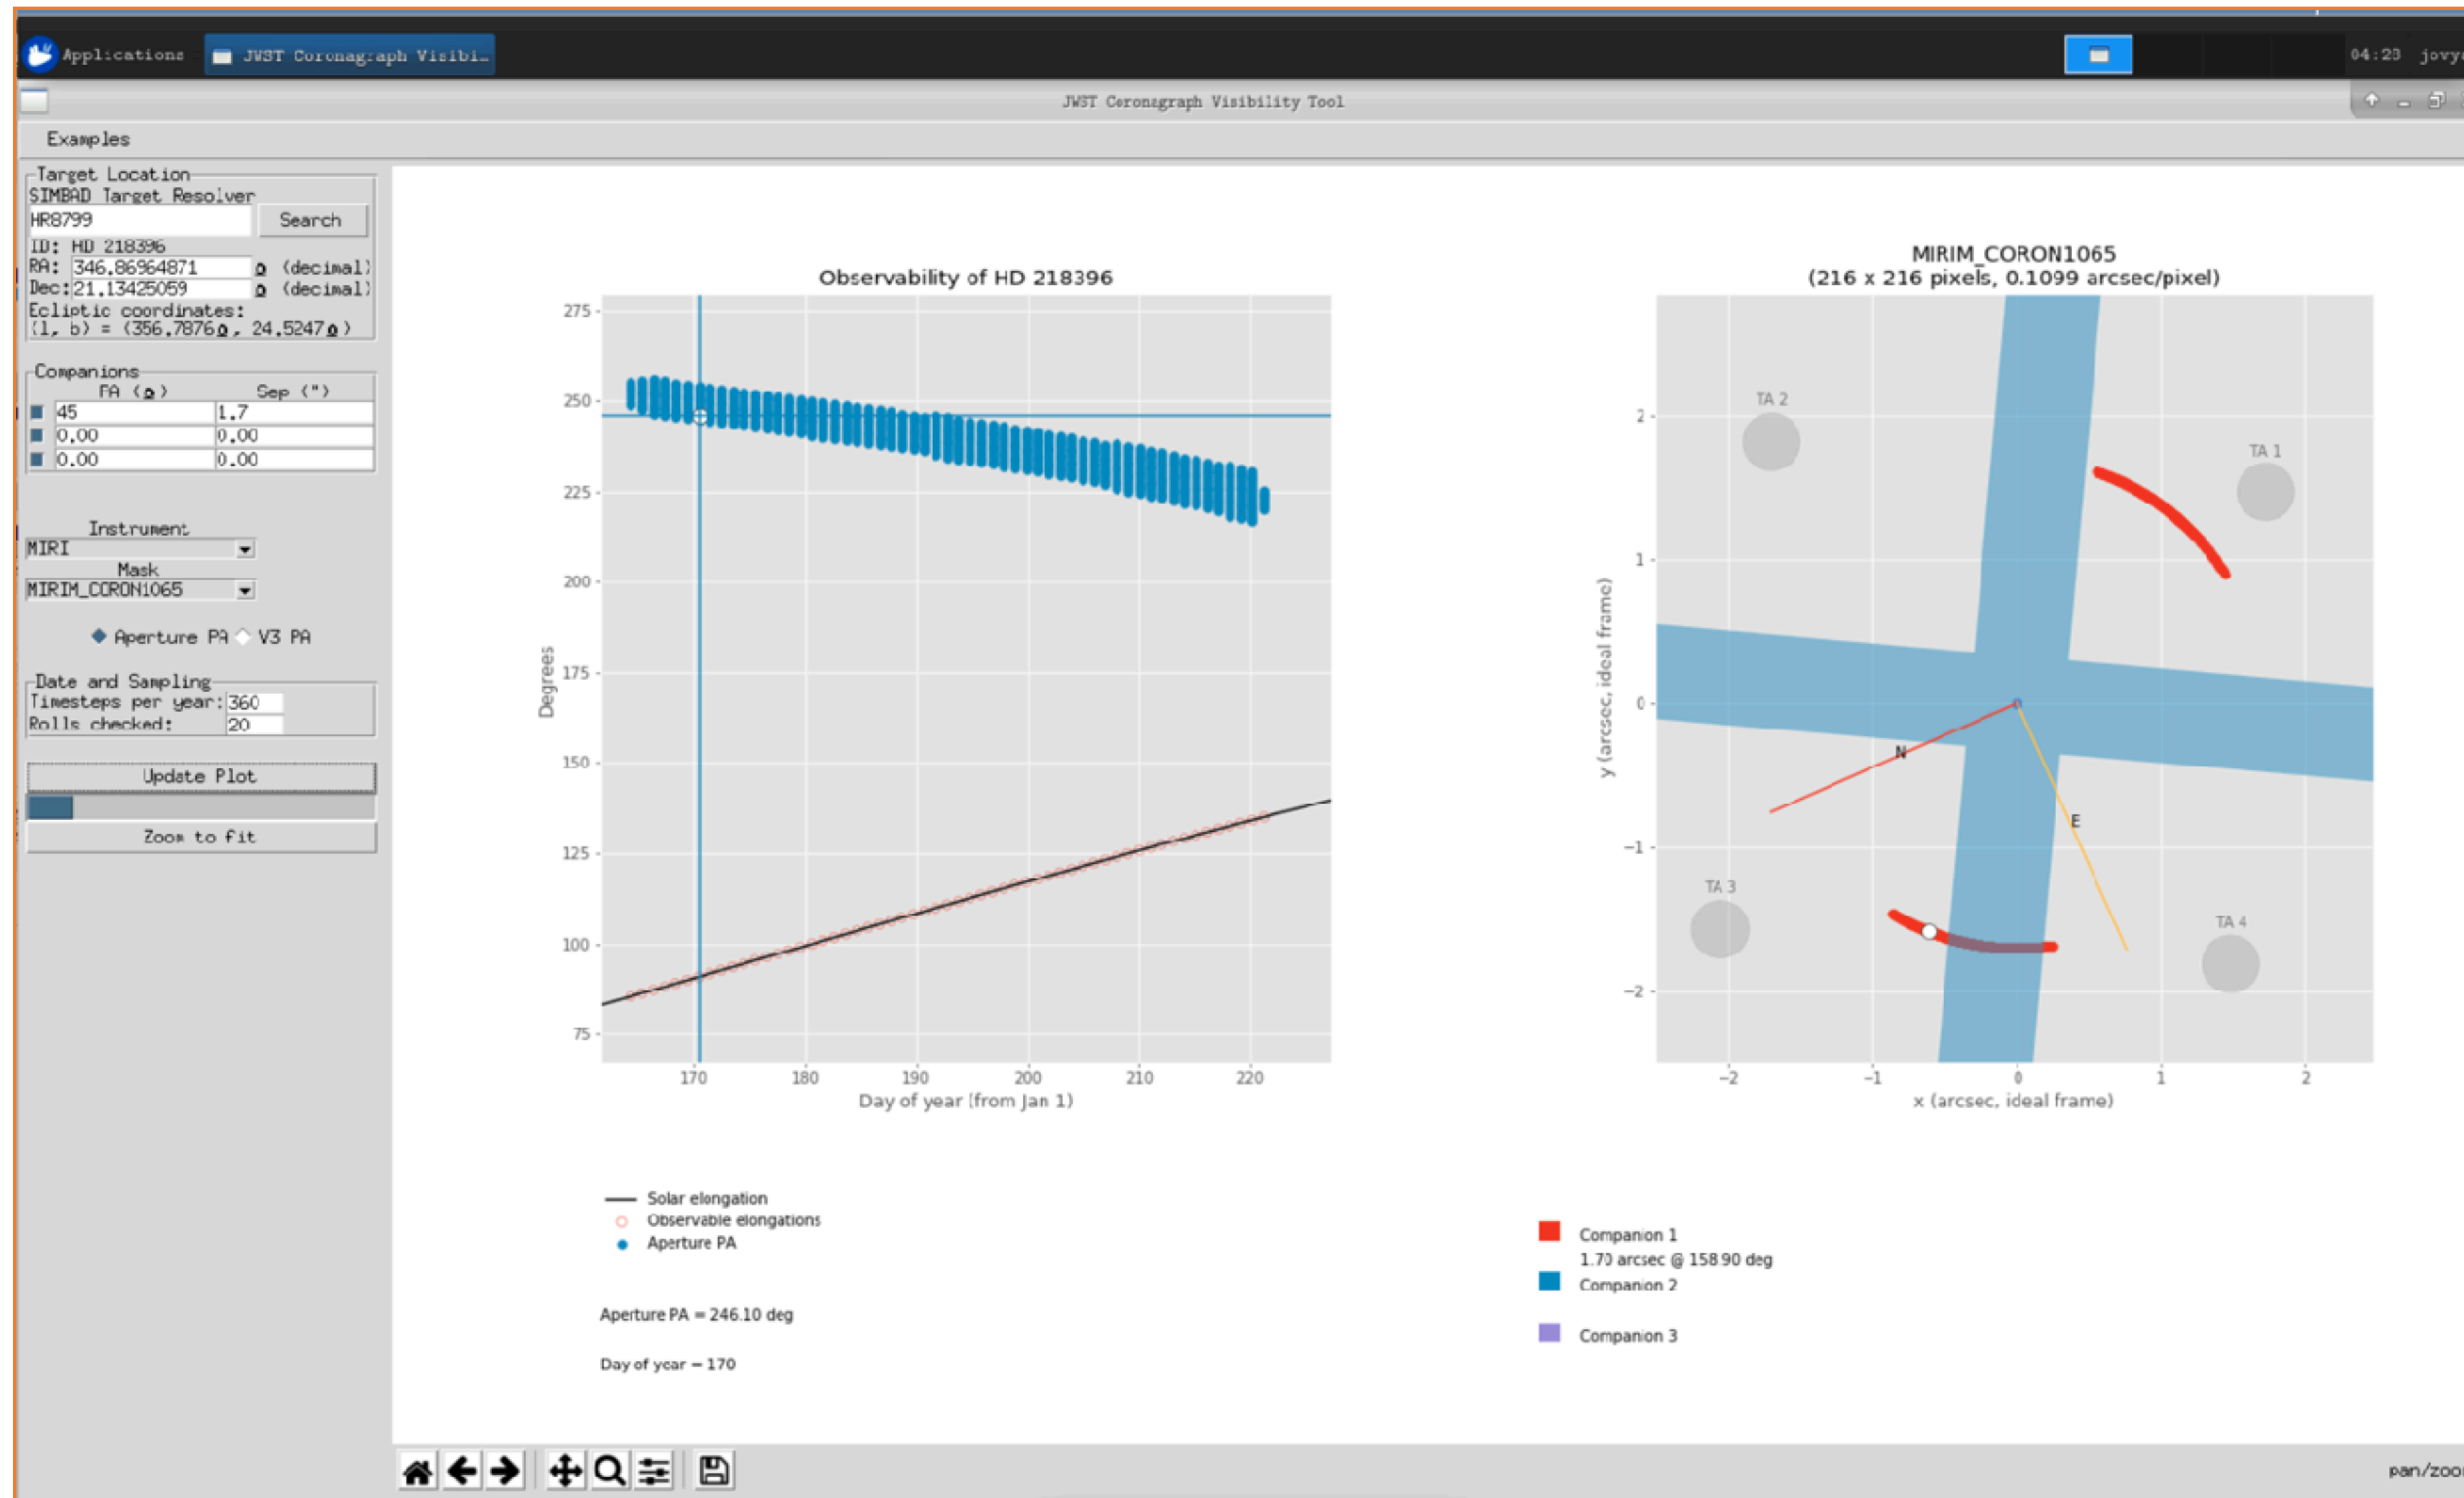 Applications
JWST Coronagraph Visibi…
04:28
JWST Coronagraph Visibility Tool
Examples
Target Location
SIMBAD Target Resolver
HR8799
Search
ID: HD 218396
RA: 346.86964871 º (decimal)
Dec: 21.13425059 º (decimal)
Ecliptic coordinates:
(l, b) = (356.7876º, 24.5247º)
Companions
PA (º) Sep (")
45 1.7
0.00 0.00
0.00 0.00
Instrument
MIRI
Mask
MIRIM_CORON1065
Aperture PA V3 PA
Date and Sampling
Timesteps per year: 360
Rolls checked: 20
Update Plot
Zoom to fit
Observability of HD 218396
275
250
225
200
175
150
125
100
75
Degrees
170 180 190 200 210 220
Day of year (from Jan 1)
Solar elongation
Observable elongations
Aperture PA
Aperture PA = 246.10 deg
Day of year = 170
MIRIM_CORON1065
(216 x 216 pixels, 0.1099 arcsec/pixel)
TA 2
TA 1
N
E
TA 3
TA 4
2
1
0
−1
−2
y (arcsec, ideal frame)
−2 −1 0 1 2
x (arcsec, ideal frame)
Companion 1
1.70 arcsec @ 158.90 deg
Companion 2
Companion 3